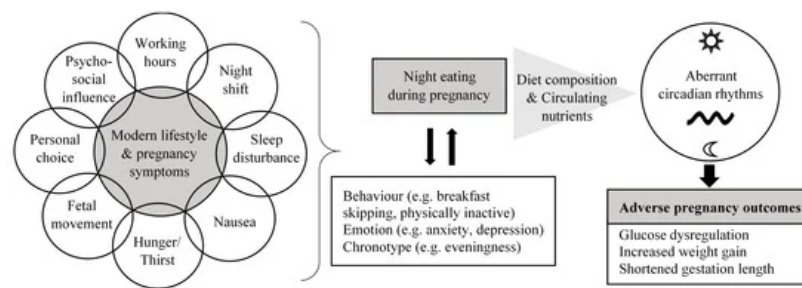 Working
hours
Night
shift
Sleep
disturbance
Nausea
Hunger/
Thirst
Fetal
movement
Personal
choice
Psycho-
social
influence
Modern lifestyle
& pregnancy
symptoms
Night eating
during pregnancy
Behaviour (e.g. breakfast
skipping, physically inactive)
Emotion (e.g. anxiety, depression)
Chronotype (e.g. eveningness)
Diet composition
& Circulating
nutrients
Aberrant
circadian rhythms
Adverse pregnancy outcomes
Glucose dysregulation
Increased weight gain
Shortened gestation length